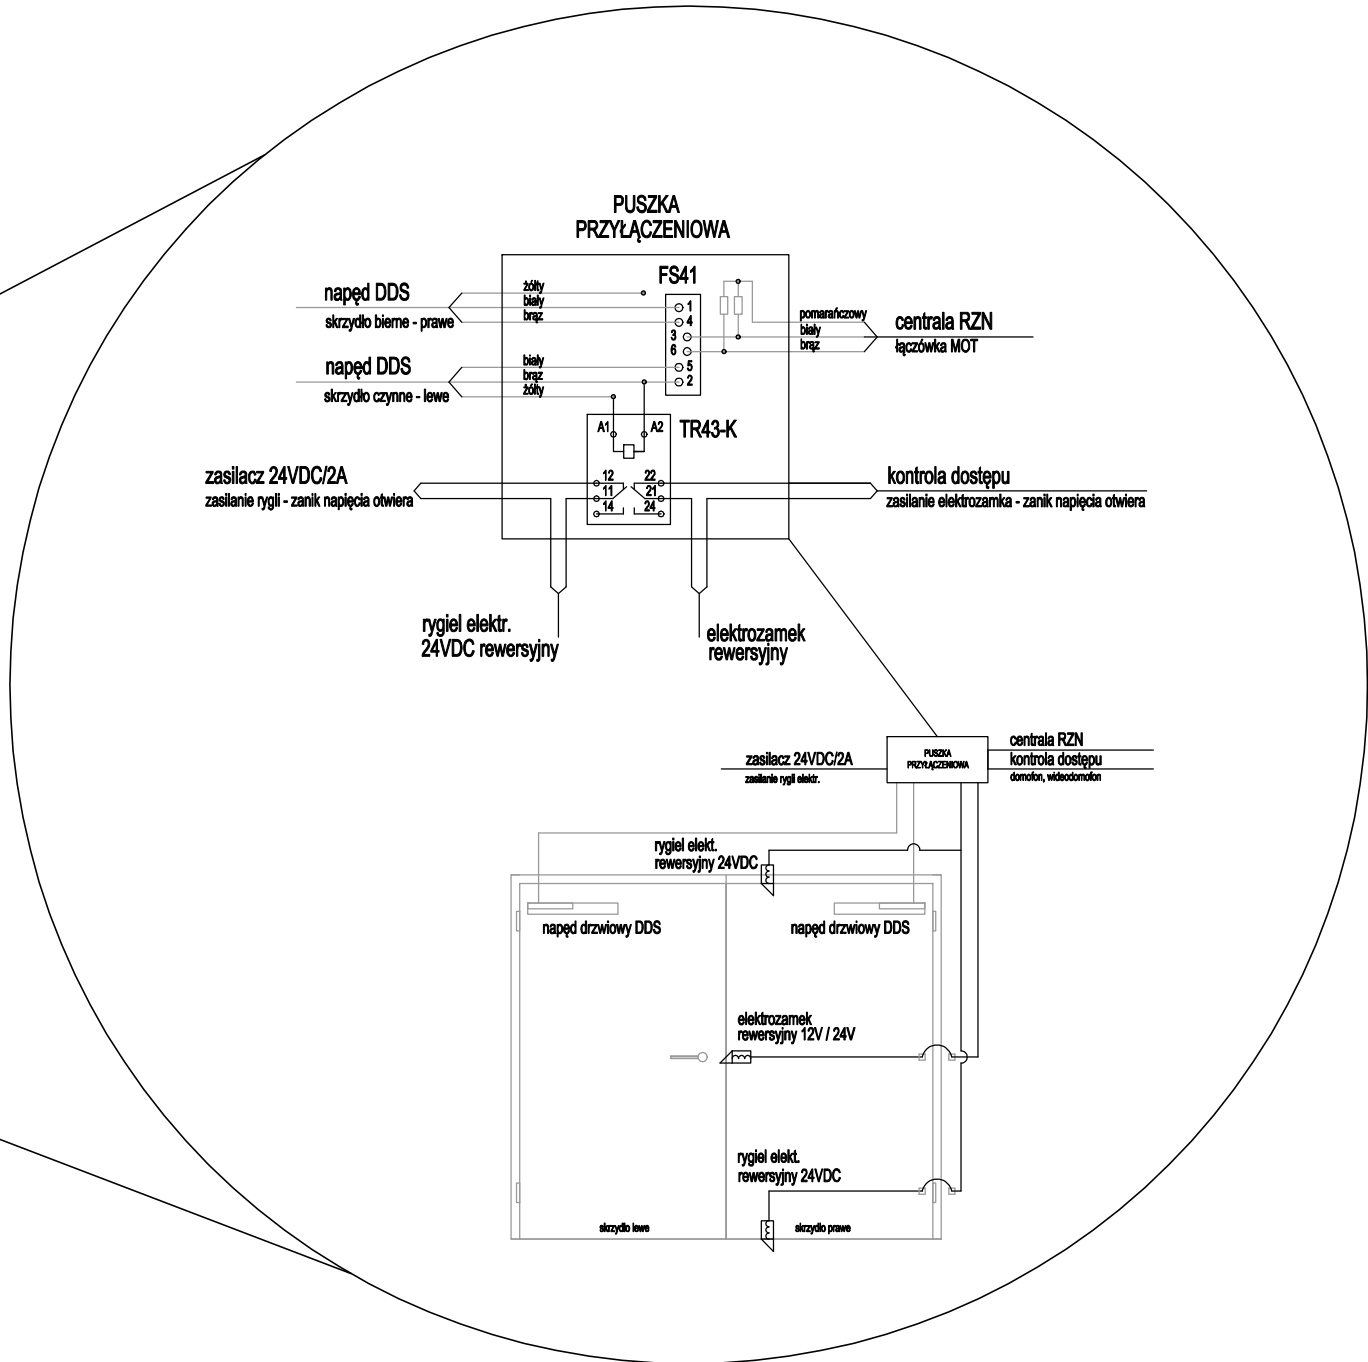 PUSZKA
PRZYŁĄCZENIOWA
FS41
napęd DDS
skrzydło bierne - prawe
żółty
biały
brąz
1
4
3
6
5
2
pomarańczowy
biały
brąz
centrala RZN
łączówka MOT
napęd DDS
skrzydło czynne - lewe
biały
brąz
żółty
A1
A2
TR43-K
zasilacz 24VDC/2A
zasilanie rygli - zanik napięcia otwiera
12
11
14
22
21
24
kontrola dostępu
zasilanie elektrozamka - zanik napięcia otwiera
rygiel elektr.
24VDC rewersyjny
elektrozamek
rewersyjny
zasilacz 24VDC/2A
zasilanie rygli elektr.
PUSZKA
PRZYŁĄCZENIOWA
centrala RZN
kontrola dostępu
domofon, wideodomofon
rygiel elekt.
rewersyjny 24VDC
napęd drzwiowy DDS
napęd drzwiowy DDS
elektrozamek
rewersyjny 12V / 24V
rygiel elekt.
rewersyjny 24VDC
skrzydło lewe
skrzydło prawe